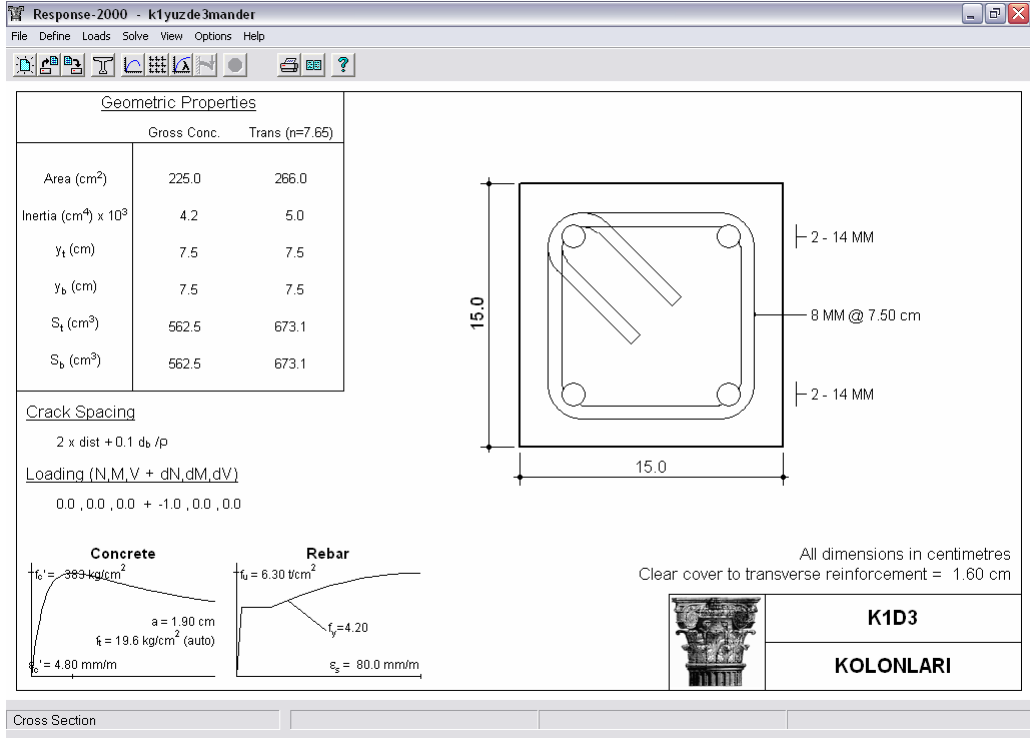 Response-2000 - k1yuzde3mander
File Define Loads Solve View Options Help
Geometric Properties
Gross Conc. Trans (n=7.65)
Area (cm²) 225.0 266.0
Inertia (cm⁴) x 10³ 4.2 5.0
yt (cm) 7.5 7.5
yb (cm) 7.5 7.5
St (cm³) 562.5 673.1
Sb (cm³) 562.5 673.1
Crack Spacing
2 x dist + 0.1 db /ρ
Loading (N,M,V + dN,dM,dV)
0.0 , 0.0 , 0.0 + -1.0 , 0.0 , 0.0
15.0
2 - 14 MM
8 MM @ 7.50 cm
2 - 14 MM
15.0
Concrete
fc' = 383 kg/cm²
a = 1.90 cm
ft = 19.6 kg/cm² (auto)
εc' = 4.80 mm/m
Rebar
fu = 6.30 t/cm²
fy=4.20
εs = 80.0 mm/m
All dimensions in centimetres
Clear cover to transverse reinforcement = 1.60 cm
K1D3
KOLONLARI
Cross Section